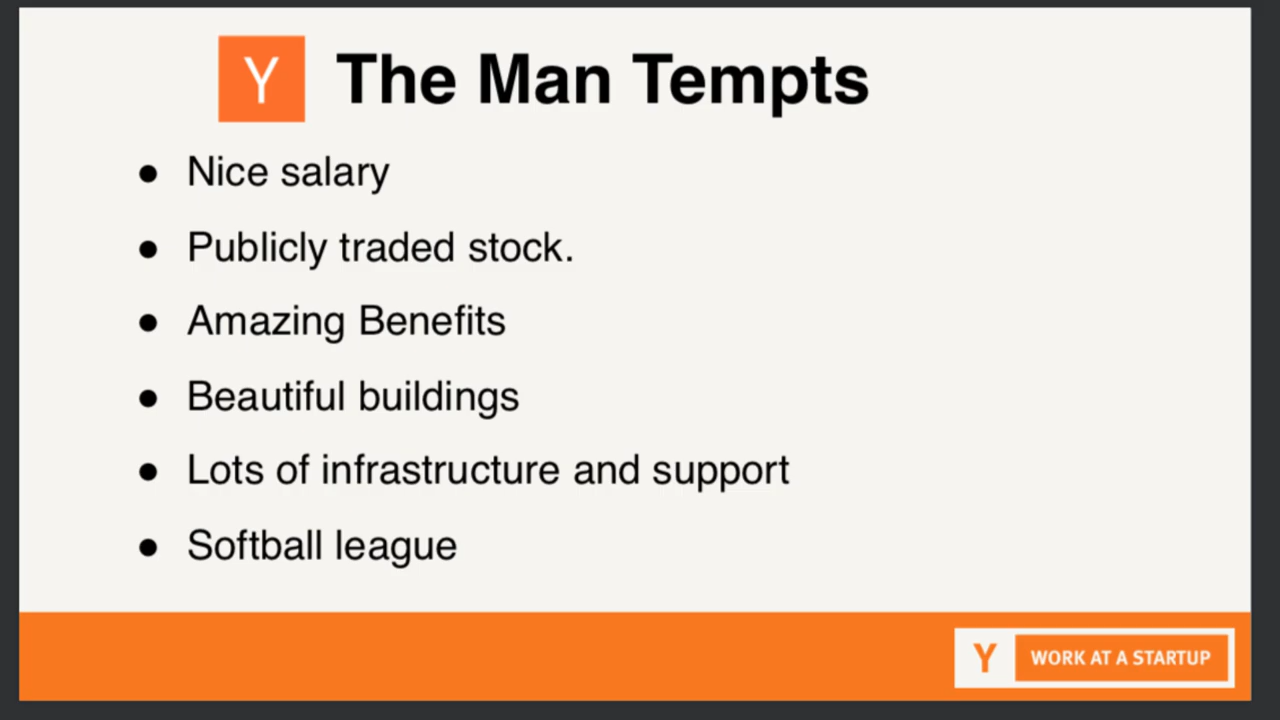 Y The Man Tempts
● Nice salary
● Publicly traded stock.
● Amazing Benefits
● Beautiful buildings
● Lots of infrastructure and support
● Softball league
Y WORK AT A STARTUP